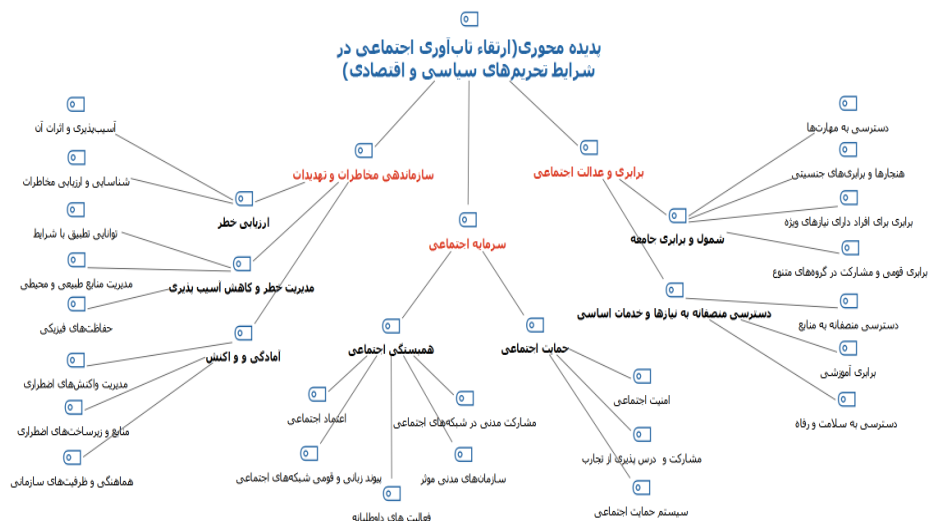 پدیده محوری(ارتقاء تاب‌آوری اجتماعی در
شرایط تحریم‌های سیاسی و اقتصادی)
برابری و عدالت اجتماعی
شمول و برابری جامعه
دسترسی به مهارت‌ها
هنجارها و برابری‌های جنسیتی
برابری برای افراد دارای نیازهای ویژه
برابری قومی و مشارکت در گروه‌های متنوع
دسترسی منصفانه به نیازها و خدمات اساسی
دسترسی منصفانه به منابع
برابری آموزشی
دسترسی به سلامت و رفاه
سرمایه اجتماعی
حمایت اجتماعی
امنیت اجتماعی
مشارکت و درس پذیری از تجارب
سیستم حمایت اجتماعی
همبستگی اجتماعی
مشارکت مدنی در شبکه‌های اجتماعی
سازمان‌های مدنی موثر
فعالیت های داوطلبانه
پیوند زبانی و قومی شبکه‌های اجتماعی
اعتماد اجتماعی
سازماندهی مخاطرات و تهدیدات
ارزیابی خطر
آسیب‌پذیری و اثرات آن
شناسایی و ارزیابی مخاطرات
مدیریت خطر و کاهش آسیب پذیری
توانایی تطبیق با شرایط
مدیریت منابع طبیعی و محیطی
حفاظت‌های فیزیکی
آمادگی و و اکنش
مدیریت واکنش‌های اضطراری
منابع و زیرساخت‌های اضطراری
هماهنگی و ظرفیت‌های سازمانی